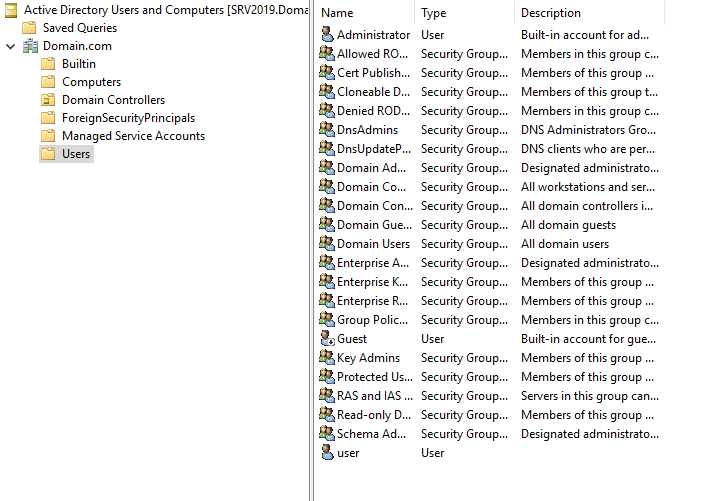 Active Directory Users and Computers [SRV2019.Doma
Saved Queries
Domain.com
Builtin
Computers
Domain Controllers
ForeignSecurityPrincipals
Managed Service Accounts
Users
Name Type Description
Administrator User Built-in account for ad...
Allowed RO... Security Group... Members in this group c...
Cert Publish... Security Group... Members of this group ...
Cloneable D... Security Group... Members of this group t...
Denied ROD... Security Group... Members in this group c...
DnsAdmins Security Group... DNS Administrators Gro...
DnsUpdateP... Security Group... DNS clients who are per...
Domain Ad... Security Group... Designated administrato...
Domain Co... Security Group... All workstations and ser...
Domain Con... Security Group... All domain controllers i...
Domain Gue... Security Group... All domain guests
Domain Users Security Group... All domain users
Enterprise A... Security Group... Designated administrato...
Enterprise K... Security Group... Members of this group ...
Enterprise R... Security Group... Members of this group ...
Group Polic... Security Group... Members in this group c...
Guest User Built-in account for gue...
Key Admins Security Group... Members of this group ...
Protected Us... Security Group... Members of this group ...
RAS and IAS ... Security Group... Servers in this group can...
Read-only D... Security Group... Members of this group ...
Schema Ad... Security Group... Designated administrato...
user User